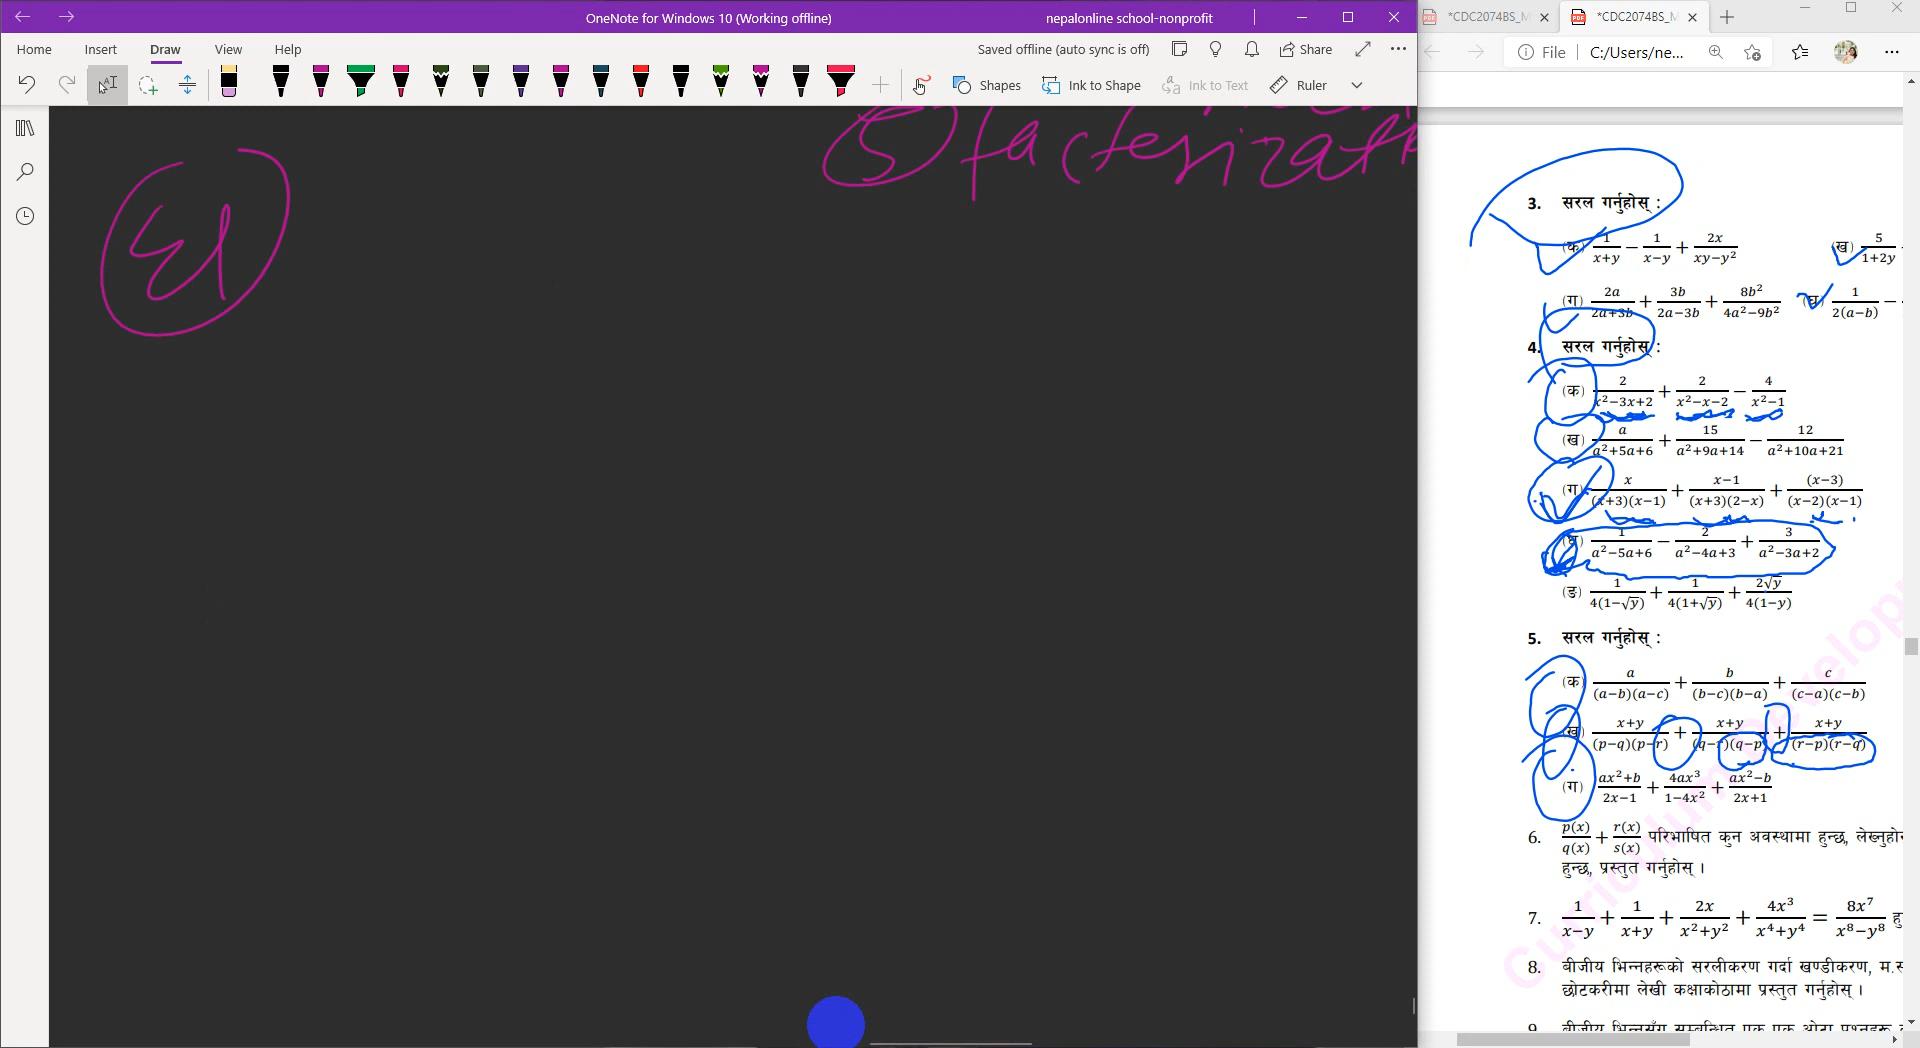 OneNote for Windows 10 (Working offline)
nepalonline school-nonprofit
*CDC2074BS_M
*CDC2074BS_M
Home Insert Draw View Help
Saved offline (auto sync is off)
Share
File
C:/Users/ne...
Shapes
Ink to Shape
Ink to Text
Ruler
5 factorizati
घ
3. सरल गर्नुहोस् :
(क) 1/(x+y) − 1/(x−y) + 2x/(xy−y²) (ख) 5/(1+2y)
(ग) 2a/(2a+3b) + 3b/(2a−3b) + 8b²/(4a²−9b²) (घ) 1/(2(a−b)) −
4. सरल गर्नुहोस् :
(क) 2/(x²−3x+2) + 2/(x²−x−2) − 4/(x²−1)
(ख) a/(a²+5a+6) + 15/(a²+9a+14) − 12/(a²+10a+21)
(ग) x/((x+3)(x−1)) + (x−1)/((x+3)(2−x)) + (x−3)/((x−2)(x−1))
(घ) 1/(a²−5a+6) − 2/(a²−4a+3) + 3/(a²−3a+2)
(ङ) 1/(4(1−√y)) + 1/(4(1+√y)) + 2√y/(4(1−y))
5. सरल गर्नुहोस् :
(क) a/((a−b)(a−c)) + b/((b−c)(b−a)) + c/((c−a)(c−b))
(ख) (x+y)/((p−q)(p−r)) + (x+y)/((q−r)(q−p)) + (x+y)/((r−p)(r−q))
(ग) (ax²+b)/(2x−1) + 4ax³/(1−4x²) + (ax²−b)/(2x+1)
6. p(x)/q(x) + r(x)/s(x) परिभाषित कुन अवस्थामा हुन्छ,
हुन्छ, प्रस्तुत गर्नुहोस् ।
7. 1/(x−y) + 1/(x+y) + 2x/(x²+y²) + 4x³/(x⁴+y⁴) = 8x⁷/(x⁸−y⁸)
8. बीजीय भिन्नहरूको सरलीकरण गर्दा खण्डीकरण,
छोटकरीमा लेखी कक्षाकोठामा प्रस्तुत गर्नुहोस् ।